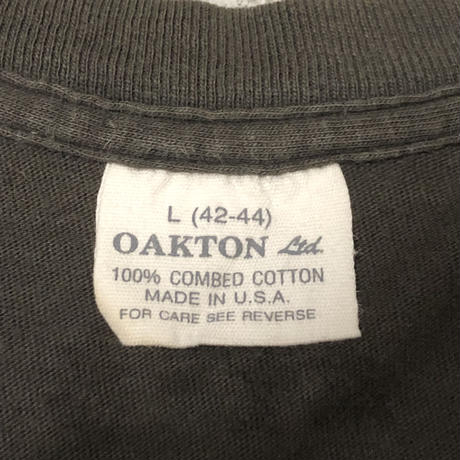 L (42-44)
OAKTON Ltd.
100% COMBED COTTON
MADE IN U.S.A.
FOR CARE SEE REVERSE